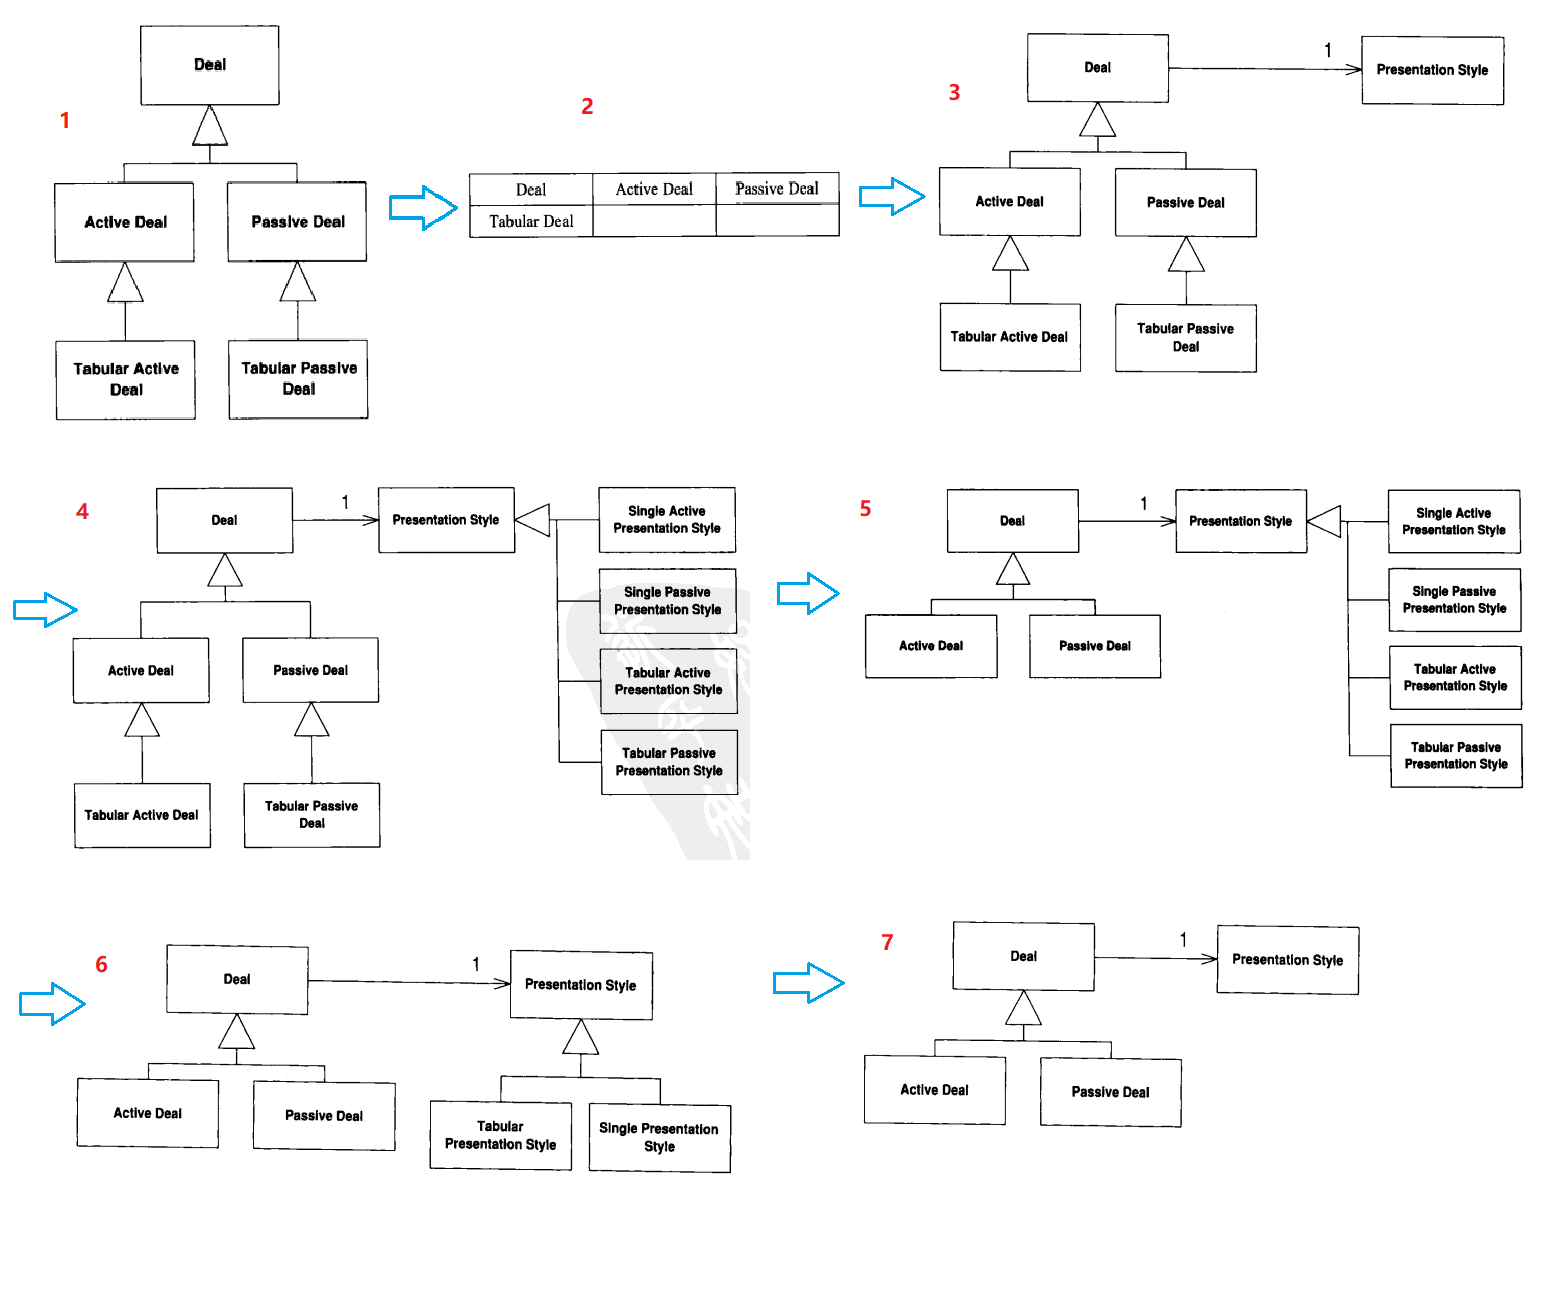 1
Deal
Active Deal
Passive Deal
Tabular Active
Deal
Tabular Passive
Deal
2
Deal Active Deal Passive Deal
Tabular Deal
3
Deal
1
Presentation Style
Active Deal
Passive Deal
Tabular Active Deal
Tabular Passive
Deal
4
Deal
1
Presentation Style
Single Active
Presentation Style
Single Passive
Presentation Style
Tabular Active
Presentation Style
Tabular Passive
Presentation Style
Active Deal
Passive Deal
Tabular Active Deal
Tabular Passive
Deal
5
Deal
1
Presentation Style
Single Active
Presentation Style
Single Passive
Presentation Style
Tabular Active
Presentation Style
Tabular Passive
Presentation Style
Active Deal
Passive Deal
6
Deal
1
Presentation Style
Active Deal
Passive Deal
Tabular
Presentation Style
Single Presentation
Style
7
Deal
1
Presentation Style
Active Deal
Passive Deal